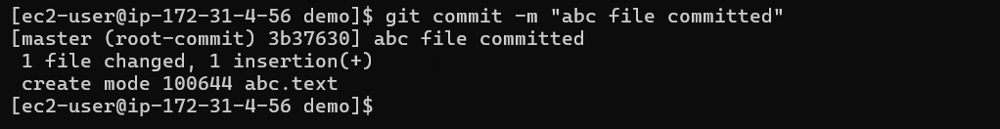 [ec2-user@ip-172-31-4-56 demo]$ git commit -m "abc file committed"
[master (root-commit) 3b37630] abc file committed
 1 file changed, 1 insertion(+)
 create mode 100644 abc.text
[ec2-user@ip-172-31-4-56 demo]$